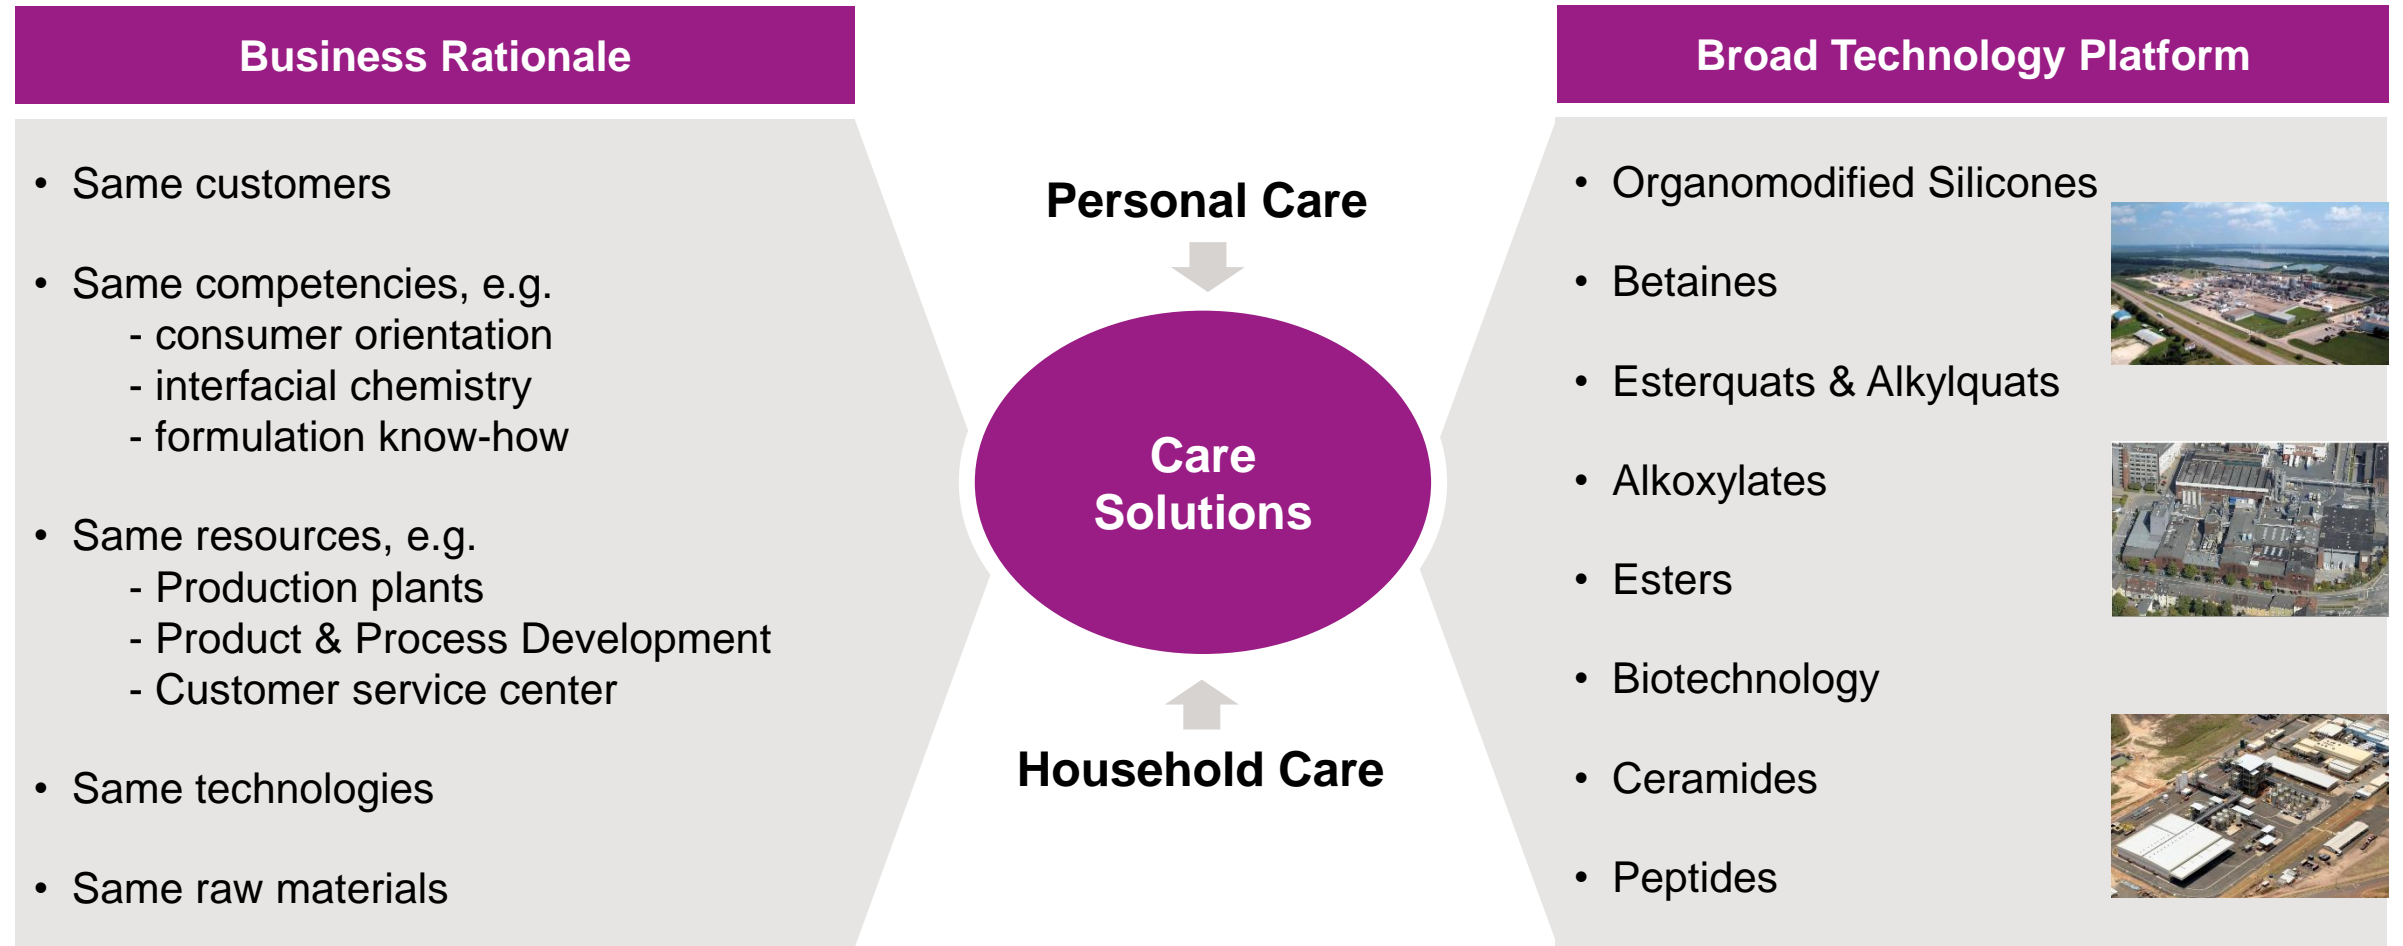 Business Rationale
• Same customers
• Same competencies, e.g.
- consumer orientation
- interfacial chemistry
- formulation know-how
• Same resources, e.g.
- Production plants
- Product & Process Development
- Customer service center
• Same technologies
• Same raw materials
Personal Care
Care
Solutions
Household Care
Broad Technology Platform
• Organomodified Silicones
• Betaines
• Esterquats & Alkylquats
• Alkoxylates
• Esters
• Biotechnology
• Ceramides
• Peptides